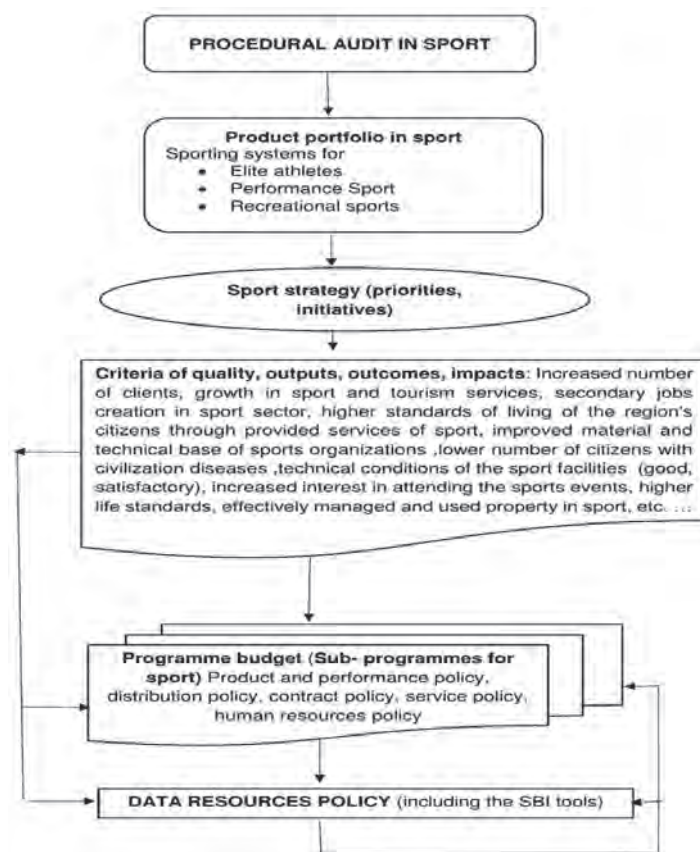 PROCEDURAL AUDIT IN SPORT
Product portfolio in sport
Sporting systems for
• Elite athletes
• Performance Sport
• Recreational sports
Sport strategy (priorities,
initiatives)
Criteria of quality, outputs, outcomes, impacts: Increased number
of clients, growth in sport and tourism services, secondary jobs
creation in sport sector, higher standards of living of the region's
citizens through provided services of sport, improved material and
technical base of sports organizations ,lower number of citizens with
civilization diseases ,technical conditions of the sport facilities (good,
satisfactory), increased interest in attending the sports events, higher
life standards, effectively managed and used property in sport, etc. ...
Programme budget (Sub- programmes for
sport) Product and performance policy,
distribution policy, contract policy, service policy,
human resources policy
DATA RESOURCES POLICY (including the SBI tools)